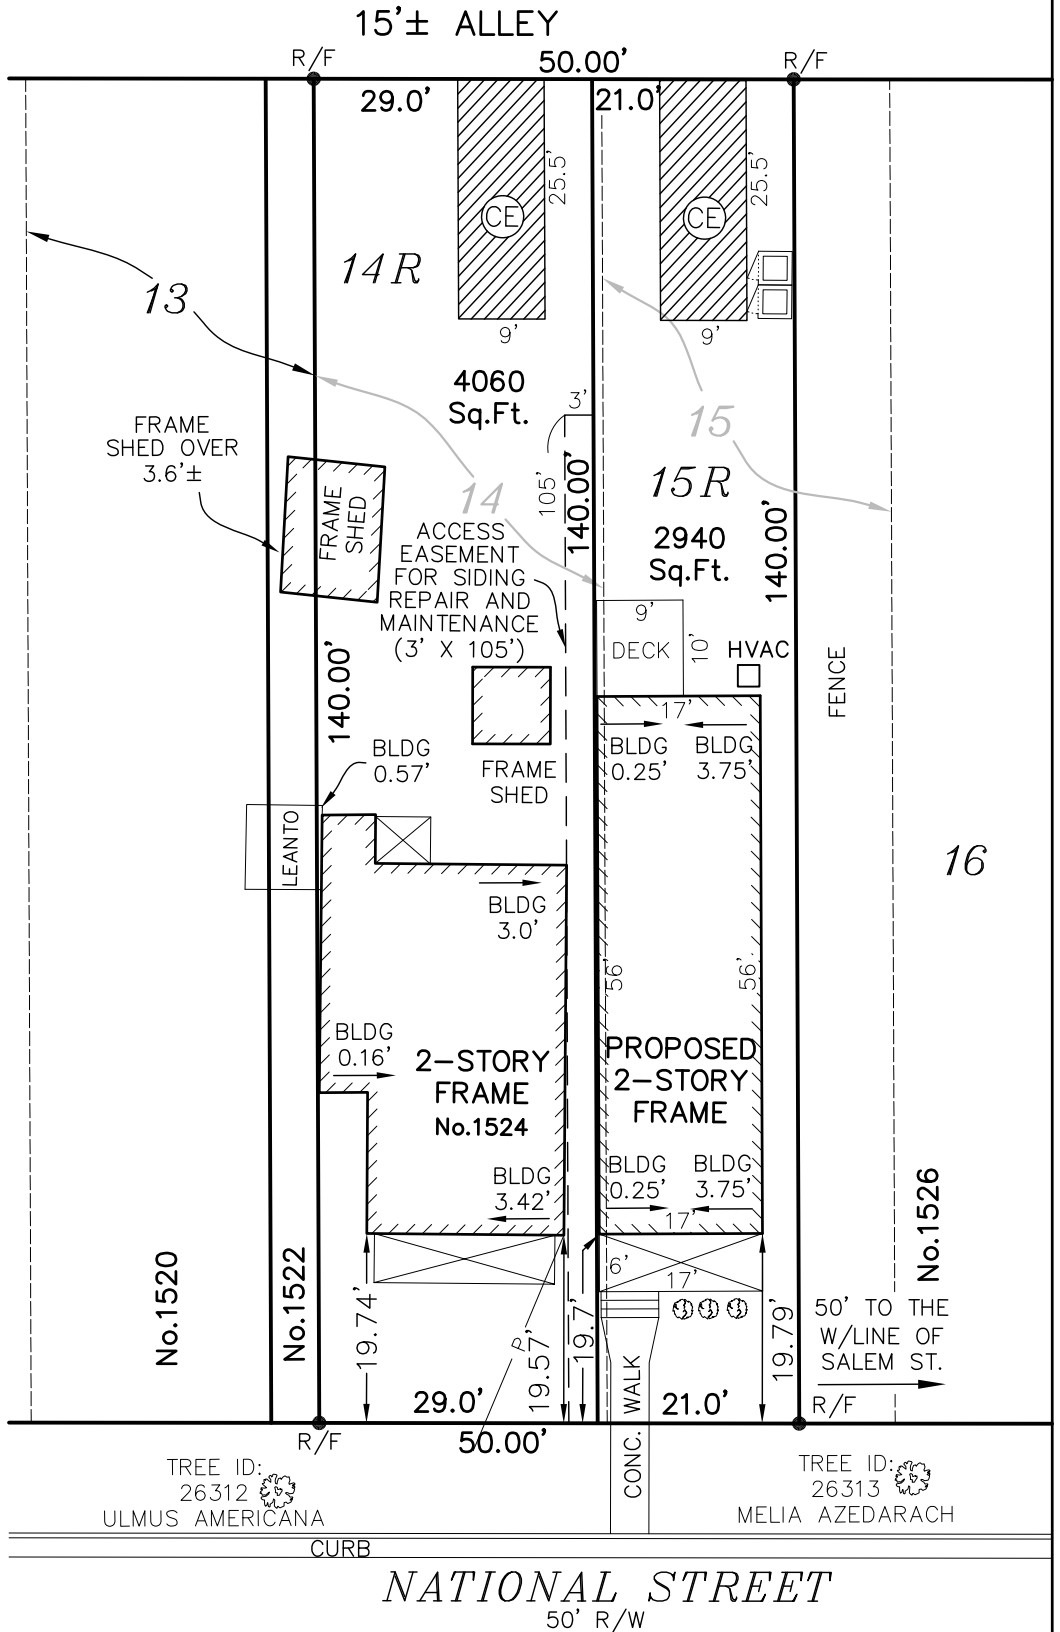 15'± ALLEY
R/F
50.00'
R/F
29.0'
21.0'
25.5'
25.5'
CE
CE
14R
13
9'
9'
4060
Sq.Ft.
3'
15
FRAME
SHED OVER
3.6'±
105'
140.00'
15R
14
FRAME
SHED
140.00'
2940
Sq.Ft.
ACCESS
EASEMENT
FOR SIDING
REPAIR AND
MAINTENANCE
(3' X 105')
9'
DECK
10'
HVAC
FENCE
140.00'
17'
BLDG
0.57'
BLDG
0.25'
BLDG
3.75'
FRAME
SHED
LEANTO
16
BLDG
3.0'
56'
56'
BLDG
0.16'
2-STORY
FRAME
No.1524
PROPOSED
2-STORY
FRAME
BLDG
3.42'
BLDG
0.25'
BLDG
3.75'
17'
No.1526
No.1520
No.1522
6'
17'
19.74'
P
19.57'
19.7'
19.79'
50' TO THE
W/LINE OF
SALEM ST.
29.0'
CONC. WALK
21.0'
R/F
R/F
50.00'
TREE ID:
26312
ULMUS AMERICANA
TREE ID:
26313
MELIA AZEDARACH
CURB
NATIONAL STREET
50' R/W